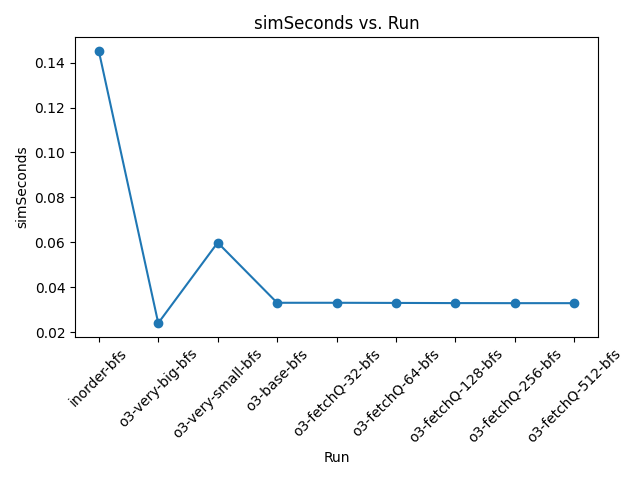 simSeconds vs. Run
0.14
0.12
0.10
0.08
0.06
0.04
0.02
simSeconds
inorder-bfs
o3-very-big-bfs
o3-very-small-bfs
o3-base-bfs
o3-fetchQ-32-bfs
o3-fetchQ-64-bfs
o3-fetchQ-128-bfs
o3-fetchQ-256-bfs
o3-fetchQ-512-bfs
Run